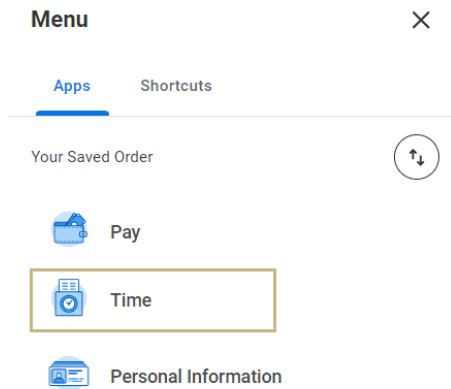 Menu
Apps Shortcuts
Your Saved Order
Pay
Time
Personal Information